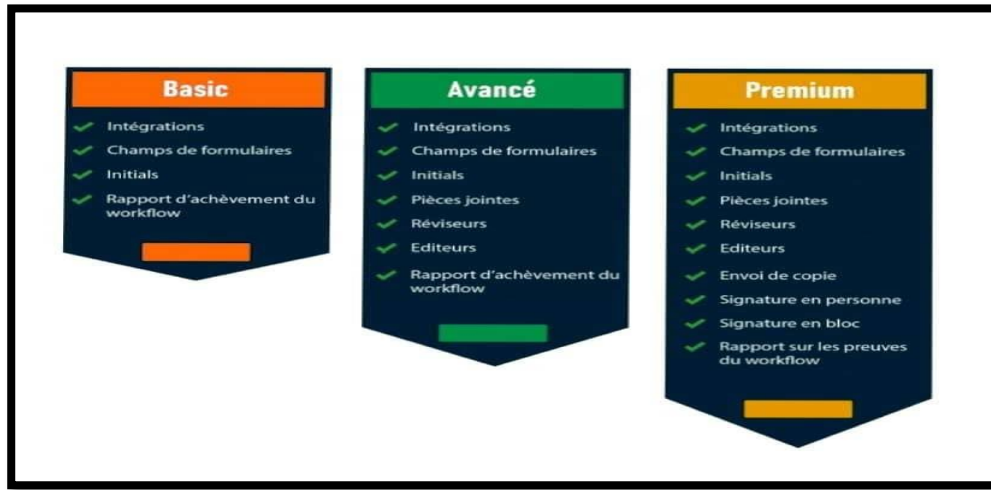 Basic
Intégrations
Champs de formulaires
Initials
Rapport d'achèvement du
workflow
Avancé
Intégrations
Champs de formulaires
Initials
Pièces jointes
Réviseurs
Editeurs
Rapport d'achèvement du
workflow
Premium
Intégrations
Champs de formulaires
Initials
Pièces jointes
Réviseurs
Editeurs
Envoi de copie
Signature en personne
Signature en bloc
Rapport sur les preuves
du workflow